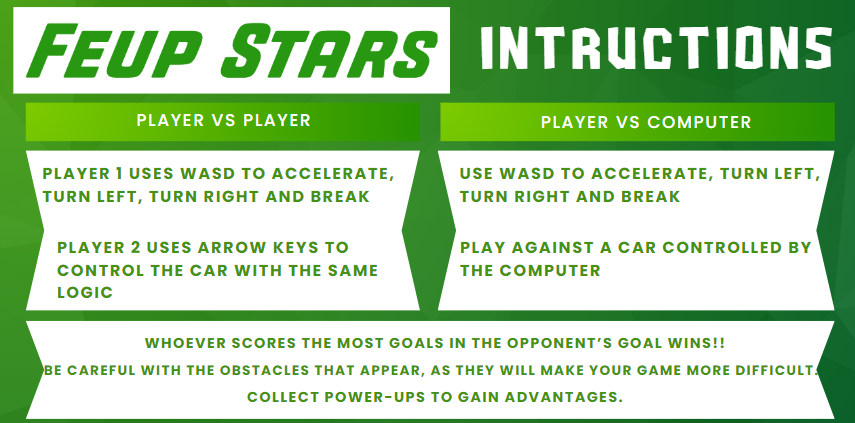 FEUP STARS
INTRUCTIONS
PLAYER VS PLAYER
PLAYER 1 USES WASD TO ACCELERATE,
TURN LEFT, TURN RIGHT AND BREAK
PLAYER 2 USES ARROW KEYS TO
CONTROL THE CAR WITH THE SAME
LOGIC
PLAYER VS COMPUTER
USE WASD TO ACCELERATE, TURN LEFT,
TURN RIGHT AND BREAK
PLAY AGAINST A CAR CONTROLLED BY
THE COMPUTER
WHOEVER SCORES THE MOST GOALS IN THE OPPONENT'S GOAL WINS!!
BE CAREFUL WITH THE OBSTACLES THAT APPEAR, AS THEY WILL MAKE YOUR GAME MORE DIFFICULT.
COLLECT POWER-UPS TO GAIN ADVANTAGES.